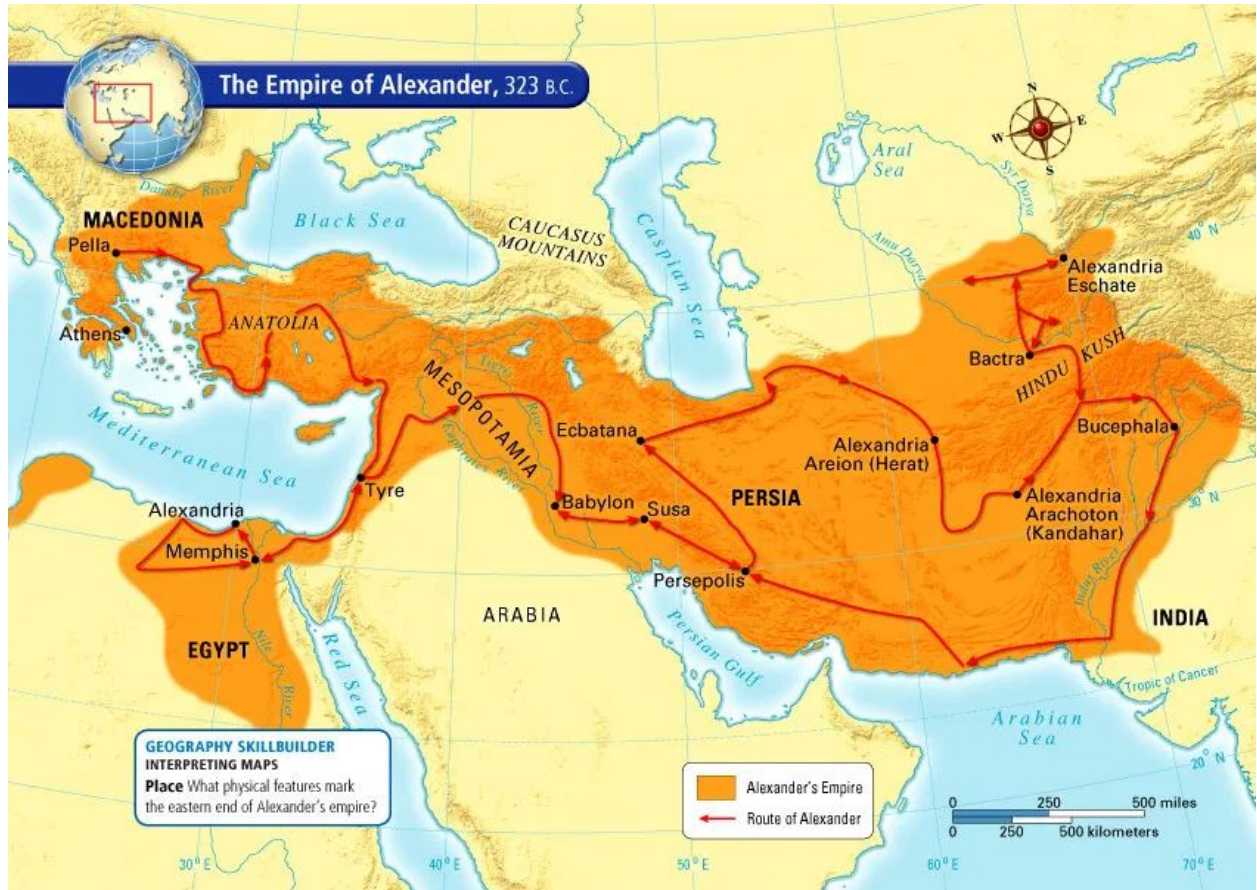 The Empire of Alexander, 323 B.C.
N
W
E
S
Aral
Sea
Syr Darya
Danube River
MACEDONIA
Pella
Black Sea
CAUCASUS
MOUNTAINS
Caspian Sea
Amu Darya
40° N
Alexandria
Eschate
Athens
ANATOLIA
Bactra
HINDU KUSH
MESOPOTAMIA
Tigris
River
Euphrates River
Mediterranean Sea
Ecbatana
Alexandria
Areion (Herat)
Bucephala
Tyre
PERSIA
Alexandria
Arachoton
(Kandahar)
30° N
Alexandria
Babylon
Susa
Memphis
Persepolis
Indus River
ARABIA
INDIA
EGYPT
Nile
River
Red Sea
Persian Gulf
Tropic of Cancer
Arabian
Sea
20° N
GEOGRAPHY SKILLBUILDER
INTERPRETING MAPS
Place What physical features mark
the eastern end of Alexander's empire?
Alexander's Empire
Route of Alexander
0 250 500 miles
0 250 500 kilometers
30° E
40° E
50° E
60° E
70° E